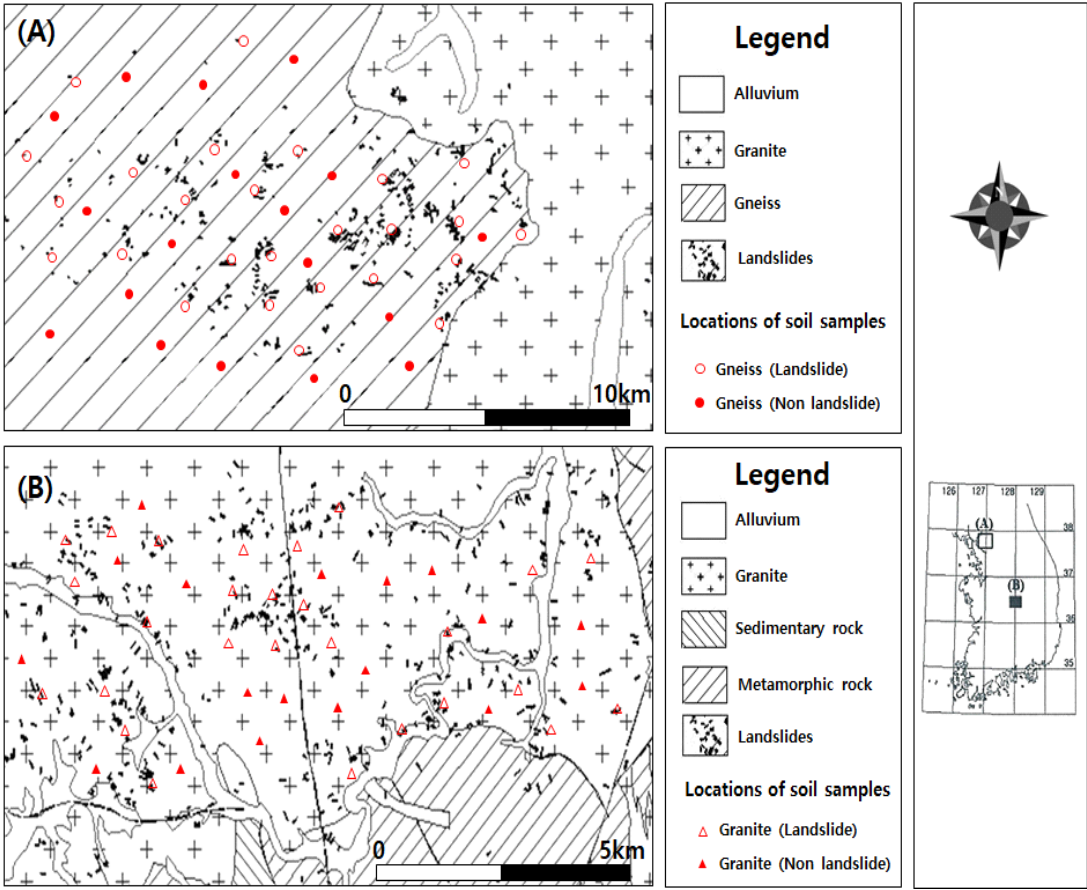 (A)
0 10km
Legend
Alluvium
Granite
Gneiss
Landslides
Locations of soil samples
Gneiss (Landslide)
Gneiss (Non landslide)
(B)
0 5km
Legend
Alluvium
Granite
Sedimentary rock
Metamorphic rock
Landslides
Locations of soil samples
Granite (Landslide)
Granite (Non landslide)
126 127 128 129
(A)
38
37
(B)
36
35